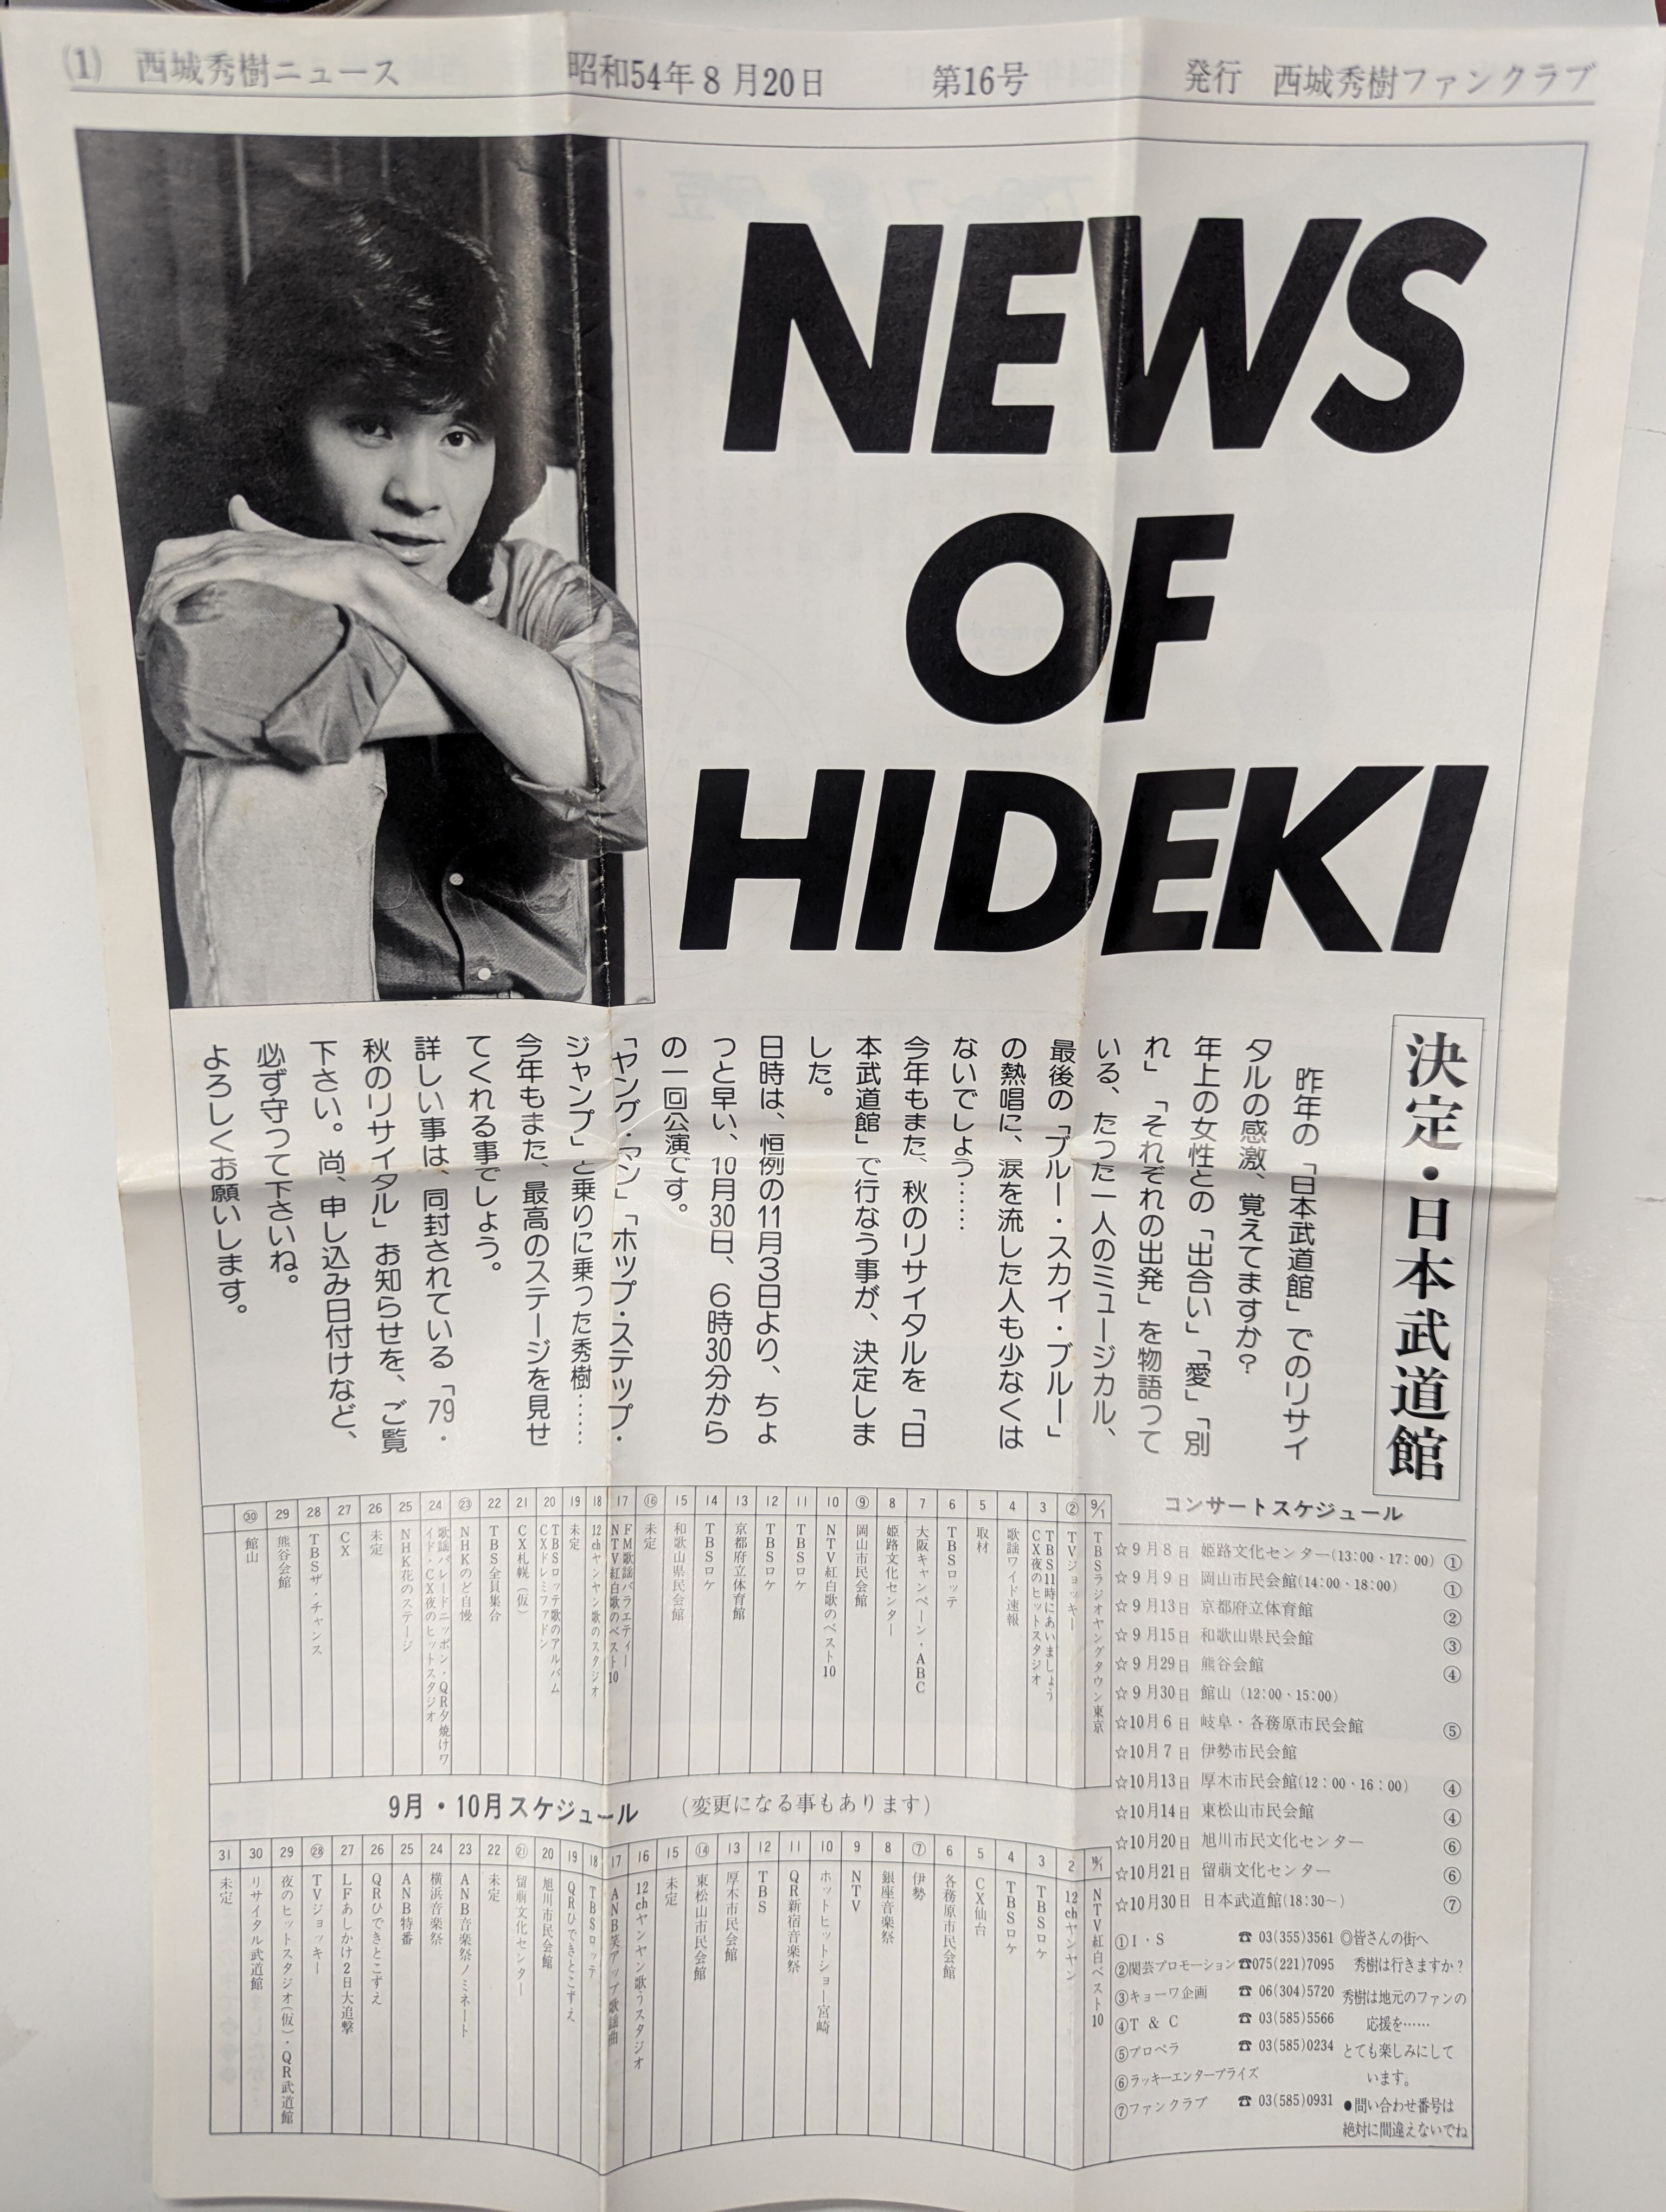 (1) 西城秀樹ニュース 昭和54年8月20日 第16号 発行 西城秀樹ファンクラブ
NEWS
OF
HIDEKI
決定・日本武道館
昨年の「日本武道館」でのリサイ
タルの感激、覚えてますか?
年上の女性との「出合い」「愛」「別
れ」「それぞれの出発」を物語って
いる、たった一人のミュージカル、
最後の「ブルー・スカイ・ブルー」
の熱唱に、涙を流した人も少なくは
ないでしょう……
今年もまた、秋のリサイタルを「日
本武道館」で行なう事が、決定しま
した。
日時は、恒例の11月3日より、ちょ
つと早い、10月30日、6時30分から
の一回公演です。
「ヤング・マン」「ホップ・ステップ・
ジャンプ」と乗りに乗った秀樹……
今年もまた、最高のステージを見せ
てくれる事でしょう。
詳しい事は、同封されている「79・
秋のリサイタル」お知らせを、ご覧
下さい。尚、申し込み日付けなど、
必ず守って下さいね。
よろしくお願いします。
コンサートスケジュール
☆9月8日 姫路文化センター(13:00・17:00) ①
☆9月9日 岡山市民会館(14:00・18:00) ①
☆9月13日 京都府立体育館 ②
☆9月15日 和歌山県民会館 ③
☆9月29日 熊谷会館 ④
☆9月30日 館山 (12:00・15:00)
☆10月6日 岐阜・各務原市民会館 ⑤
☆10月7日 伊勢市民会館
☆10月13日 厚木市民会館(12:00・16:00) ④
☆10月14日 東松山市民会館 ④
☆10月20日 旭川市民文化センター ⑥
☆10月21日 留萌文化センター ⑥
☆10月30日 日本武道館(18:30〜) ⑦
①I・S ☎ 03(355)3561
②関芸プロモーション ☎075(221)7095
③キョーワ企画 ☎ 06(304)5720
④T & C ☎ 03(585)5566
⑤プロペラ ☎ 03(585)0234
⑥ラッキーエンタープライズ
⑦ファンクラブ ☎ 03(585)0931
◎皆さんの街へ
秀樹は行きますか?
秀樹は地元のファンの
応援を……
とても楽しみにして
います。
●問い合わせ番号は
絶対に間違えないでね
9/1 TBSラジオヤングタウン東京
② TVジョッキー
3 TBS11時にあいましょう
CX夜のヒットスタジオ
4 歌謡ワイド速報
5 取材
6 TBSロッテ
7 大阪キャンペーン・ABC
8 姫路文化センター
⑨ 岡山市民会館
10 NTV紅白歌のベスト10
11 TBSロケ
12 TBSロケ
13 京都府立体育館
14 TBSロケ
15 和歌山県民会館
⑯ 未定
17 FM歌謡バラエティー
NTV紅白歌のベスト10
18 12chヤンヤン歌のスタジオ
19 未定
20 TBSロッテ歌のアルバム
CXドレミファドン
21 CX札幌(仮)
22 TBS全員集合
㉓ NHKのど自慢
24 歌謡パレードニッポン・QR夕焼けワ
イド・CX夜のヒットスタジオ
25 NHK花のステージ
26 未定
27 CX
28 TBSザ・チャンス
29 熊谷会館
㉚ 館山
9月・10月スケジュール (変更になる事もあります)
10/1 NTV紅白ベスト10
2 12chヤンヤン
3 TBSロケ
4 TBSロケ
5 CX仙台
6 各務原市民会館
⑦ 伊勢
8 銀座音楽祭
9 NTV
10 ホットヒットショー宮崎
11 QR新宿音楽祭
12 TBS
13 厚木市民会館
⑭ 東松山市民会館
15 未定
16 12chヤンヤン歌うスタジオ
17 ANB笑アップ歌謡曲
18 TBSロッテ
19 QRひできとこずえ
20 旭川市民会館
㉑ 留萌文化センター
22 未定
23 ANB音楽祭ノミネート
24 横浜音楽祭
25 ANB特番
26 QRひできとこずえ
27 LFあしかけ2日大追撃
㉘ TVジョッキー
29 夜のヒットスタジオ(仮)・QR武道館
30 リサイタル武道館
31 未定